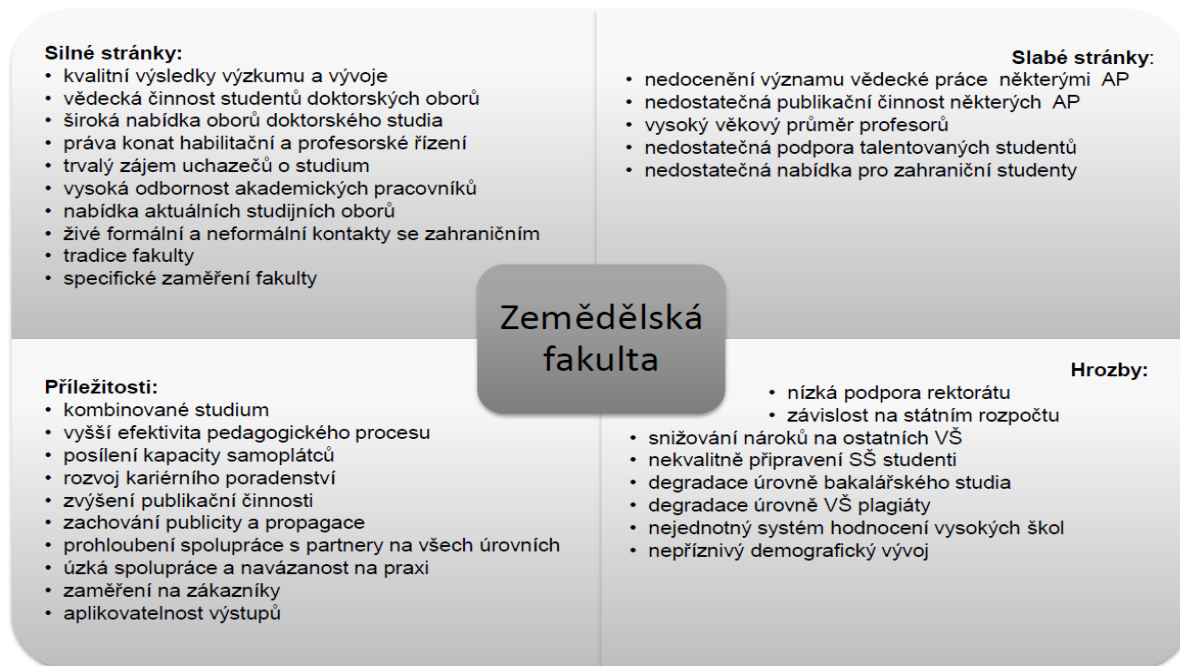 Silné stránky:
• kvalitní výsledky výzkumu a vývoje
• vědecká činnost studentů doktorských oborů
• široká nabídka oborů doktorského studia
• práva konat habilitační a profesorské řízení
• trvalý zájem uchazečů o studium
• vysoká odbornost akademických pracovníků
• nabídka aktuálních studijních oborů
• živé formální a neformální kontakty se zahraničním
• tradice fakulty
• specifické zaměření fakulty
Slabé stránky:
• nedocenění významu vědecké práce některými AP
• nedostatečná publikační činnost některých AP
• vysoký věkový průměr profesorů
• nedostatečná podpora talentovaných studentů
• nedostatečná nabídka pro zahraniční studenty
Zemědělská
fakulta
Příležitosti:
• kombinované studium
• vyšší efektivita pedagogického procesu
• posílení kapacity samoplátců
• rozvoj kariérního poradenství
• zvýšení publikační činnosti
• zachování publicity a propagace
• prohloubení spolupráce s partnery na všech úrovních
• úzká spolupráce a navázanost na praxi
• zaměření na zákazníky
• aplikovatelnost výstupů
Hrozby:
• nízká podpora rektorátu
• závislost na státním rozpočtu
• snižování nároků na ostatních VŠ
• nekvalitně připravení SŠ studenti
• degradace úrovně bakalářského studia
• degradace úrovně VŠ plagiáty
• nejednotný systém hodnocení vysokých škol
• nepříznivý demografický vývoj